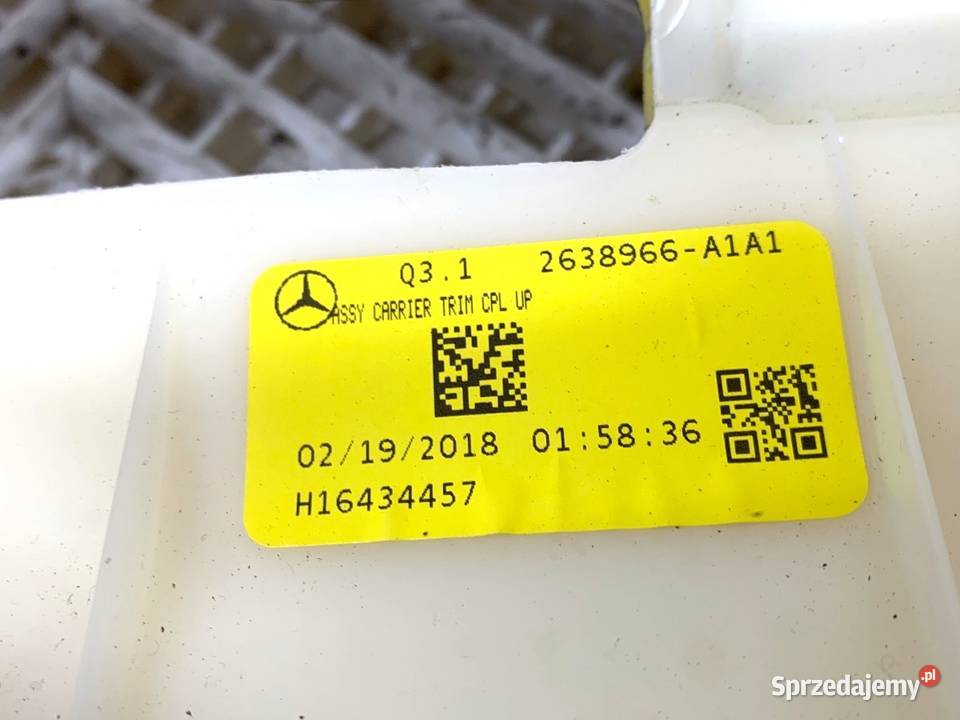 Q3.1 2638966-A1A1
ASSY CARRIER TRIM CPL UP
02/19/2018 01:58:36
H16434457
Sprzedajemy.pl